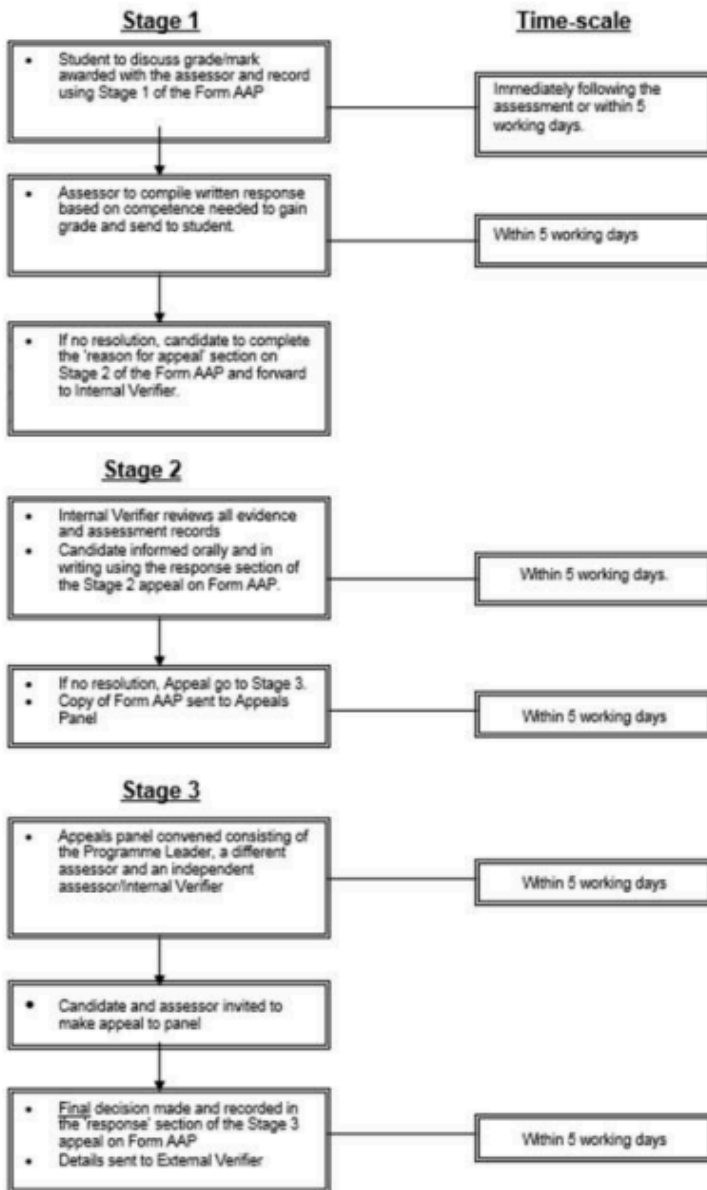 Stage 1
Time-scale
• Student to discuss grade/mark
awarded with the assessor and record
using Stage 1 of the Form AAP
Immediately following the
assessment or within 5
working days.
• Assessor to compile written response
based on competence needed to gain
grade and send to student.
Within 5 working days
• If no resolution, candidate to complete
the 'reason for appeal' section on
Stage 2 of the Form AAP and forward
to Internal Verifier.
Stage 2
• Internal Verifier reviews all evidence
and assessment records
• Candidate informed orally and in
writing using the response section of
the Stage 2 appeal on Form AAP.
Within 5 working days.
• If no resolution, Appeal go to Stage 3.
• Copy of Form AAP sent to Appeals
Panel
Within 5 working days
Stage 3
• Appeals panel convened consisting of
the Programme Leader, a different
assessor and an independent
assessor/Internal Verifier
Within 5 working days
• Candidate and assessor invited to
make appeal to panel
• Final decision made and recorded in
the 'response' section of the Stage 3
appeal on Form AAP
• Details sent to External Verifier
Within 5 working days